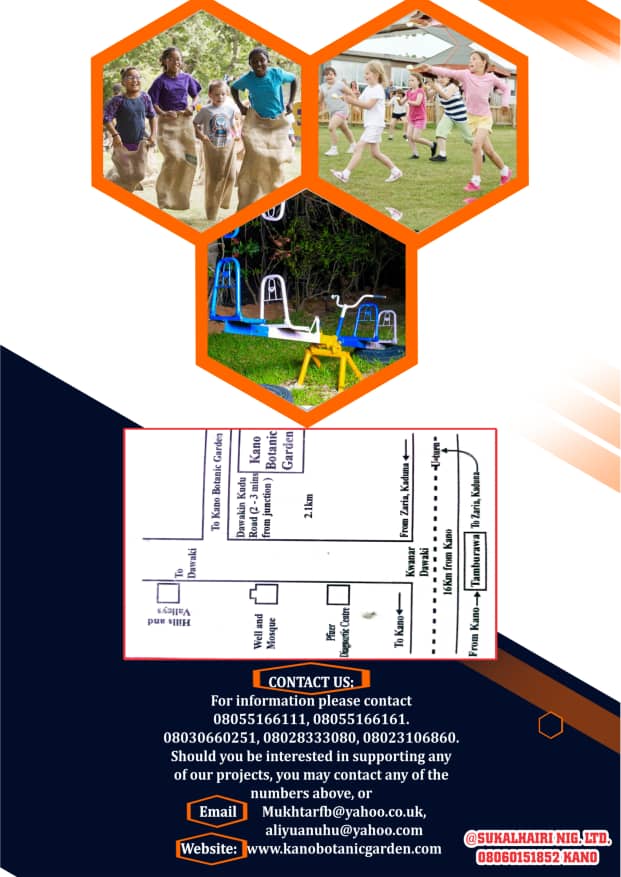 To Kano Botanic Garden
Dawakin Kudu
Road (2 - 3 mins
from junction )
Kano
Botanic
Garden
2.1km
From Zaria, Kaduna
U-turn
To Zaria, Kaduna
To
Dawaki
Kwanar
Dawaki
16Km from Kano
Tamburawa
Hills and
Valleys
Well and
Mosque
Pfizer
Diagnostic Centre
To Kano
From Kano
CONTACT US:
For information please contact
08055166111, 08055166161.
08030660251, 08028333080, 08023106860.
Should you be interested in supporting any
of our projects, you may contact any of the
numbers above, or
Email Mukhtarfb@yahoo.co.uk,
aliyuanuhu@yahoo.com
Website: www.kanobotanicgarden.com
@SUKALHAIRI NIG. LTD.
08060151852 KANO